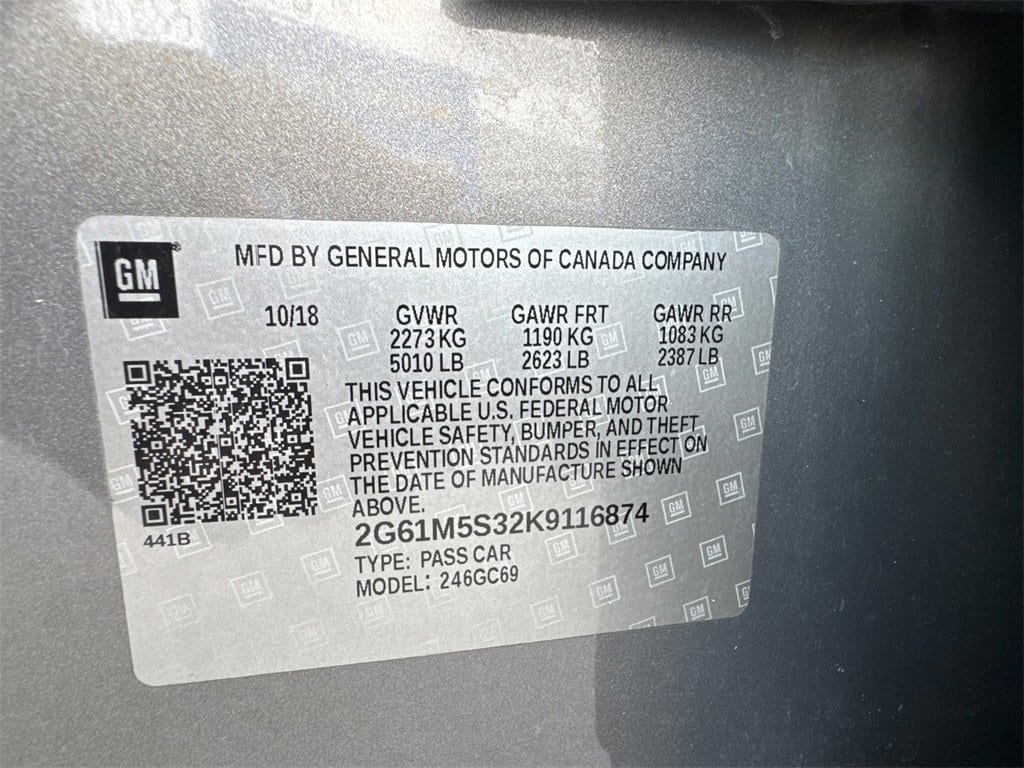 GM
MFD BY GENERAL MOTORS OF CANADA COMPANY
10/18 GVWR GAWR FRT GAWR RR
2273 KG 1190 KG 1083 KG
5010 LB 2623 LB 2387 LB
THIS VEHICLE CONFORMS TO ALL
APPLICABLE U.S. FEDERAL MOTOR
VEHICLE SAFETY, BUMPER, AND THEFT
PREVENTION STANDARDS IN EFFECT ON
THE DATE OF MANUFACTURE SHOWN
ABOVE.
2G61M5S32K9116874
441B
TYPE: PASS CAR
MODEL: 246GC69